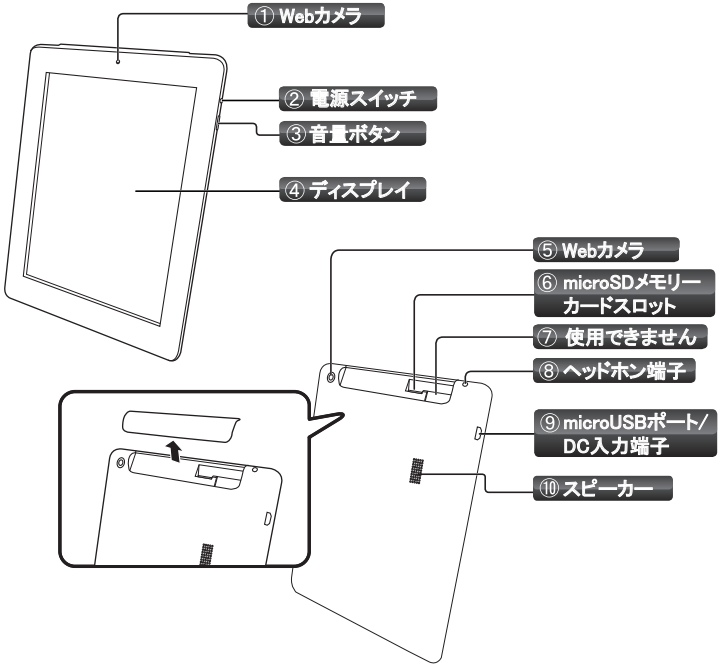 ① Webカメラ
② 電源スイッチ
③ 音量ボタン
④ ディスプレイ
⑤ Webカメラ
⑥ microSDメモリー
カードスロット
⑦ 使用できません
⑧ ヘッドホン端子
⑨ microUSBポート/
DC入力端子
⑩ スピーカー